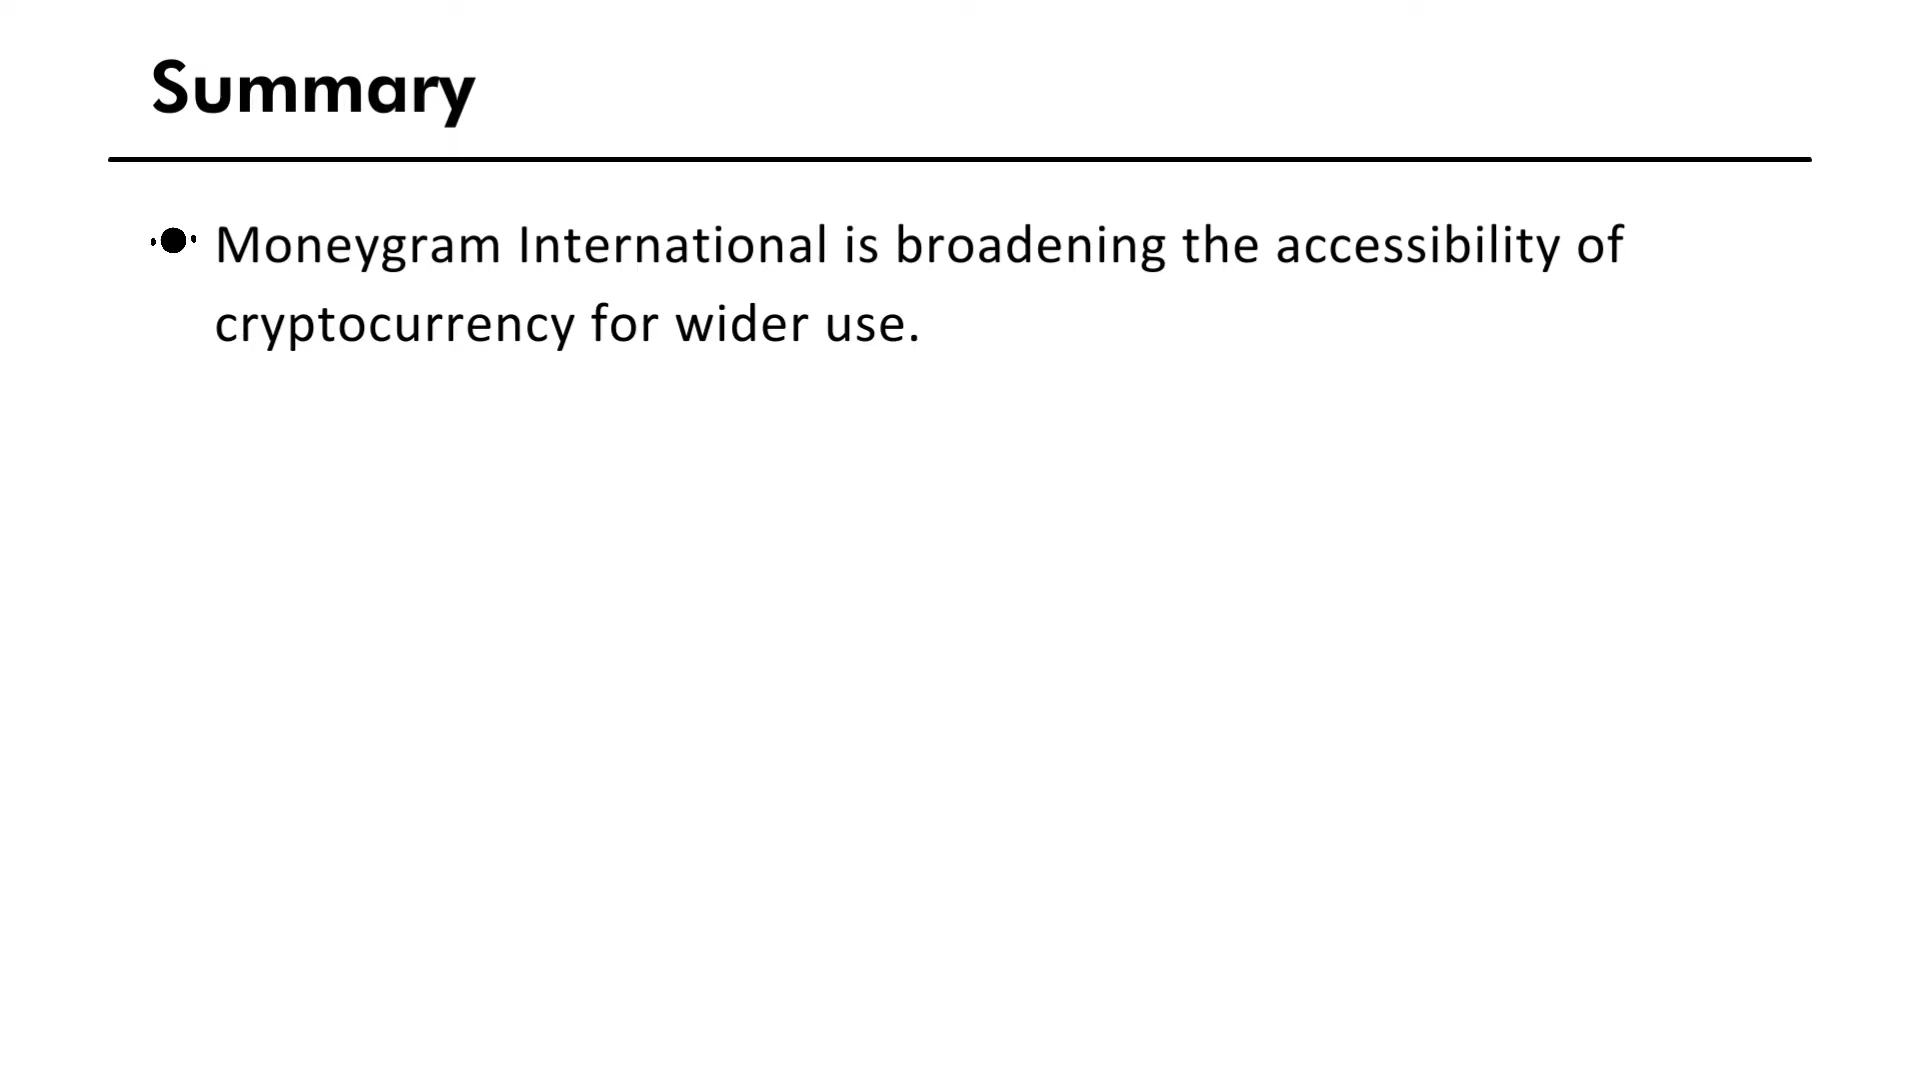 Summary
Moneygram International is broadening the accessibility of
cryptocurrency for wider use.